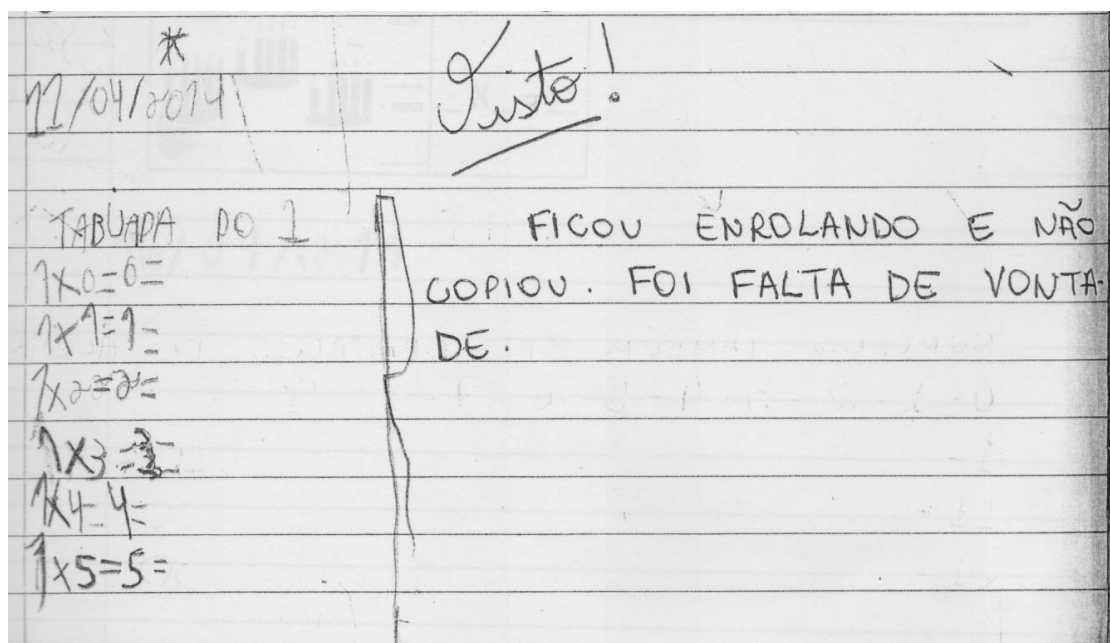 *
11/04/2014
Visto!
TABUADA DO 1
1x0=0=
1x1=1=
1x2=2=
1x3=3=
1x4=4=
1x5=5=
FICOU ENROLANDO E NÃO
COPIOU. FOI FALTA DE VONTA-
DE.